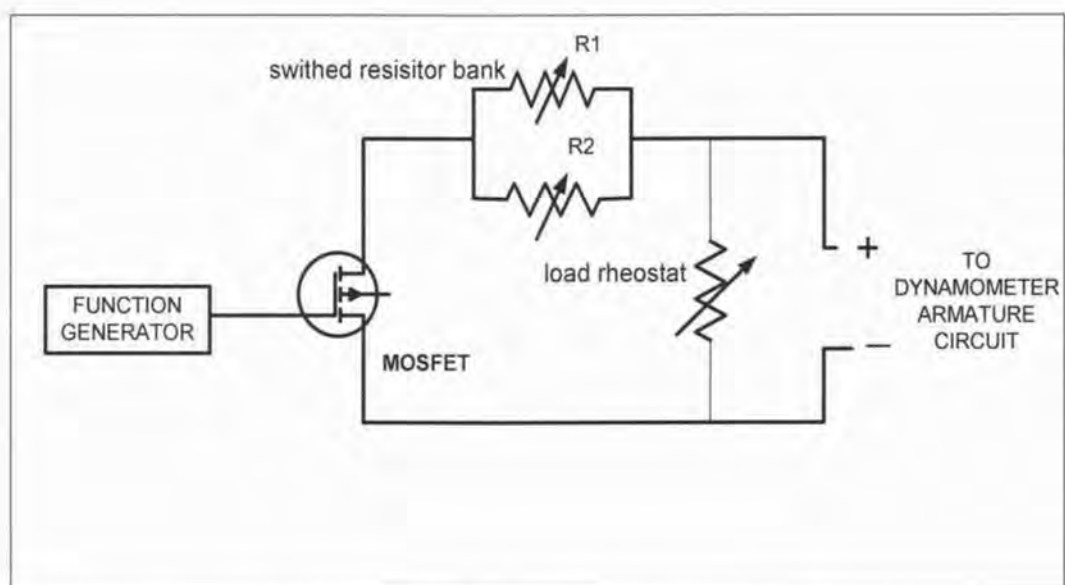 R1
swithed resisitor bank
R2
load rheostat
+
TO
DYNAMOMETER
ARMATURE
CIRCUIT
—
FUNCTION
GENERATOR
MOSFET